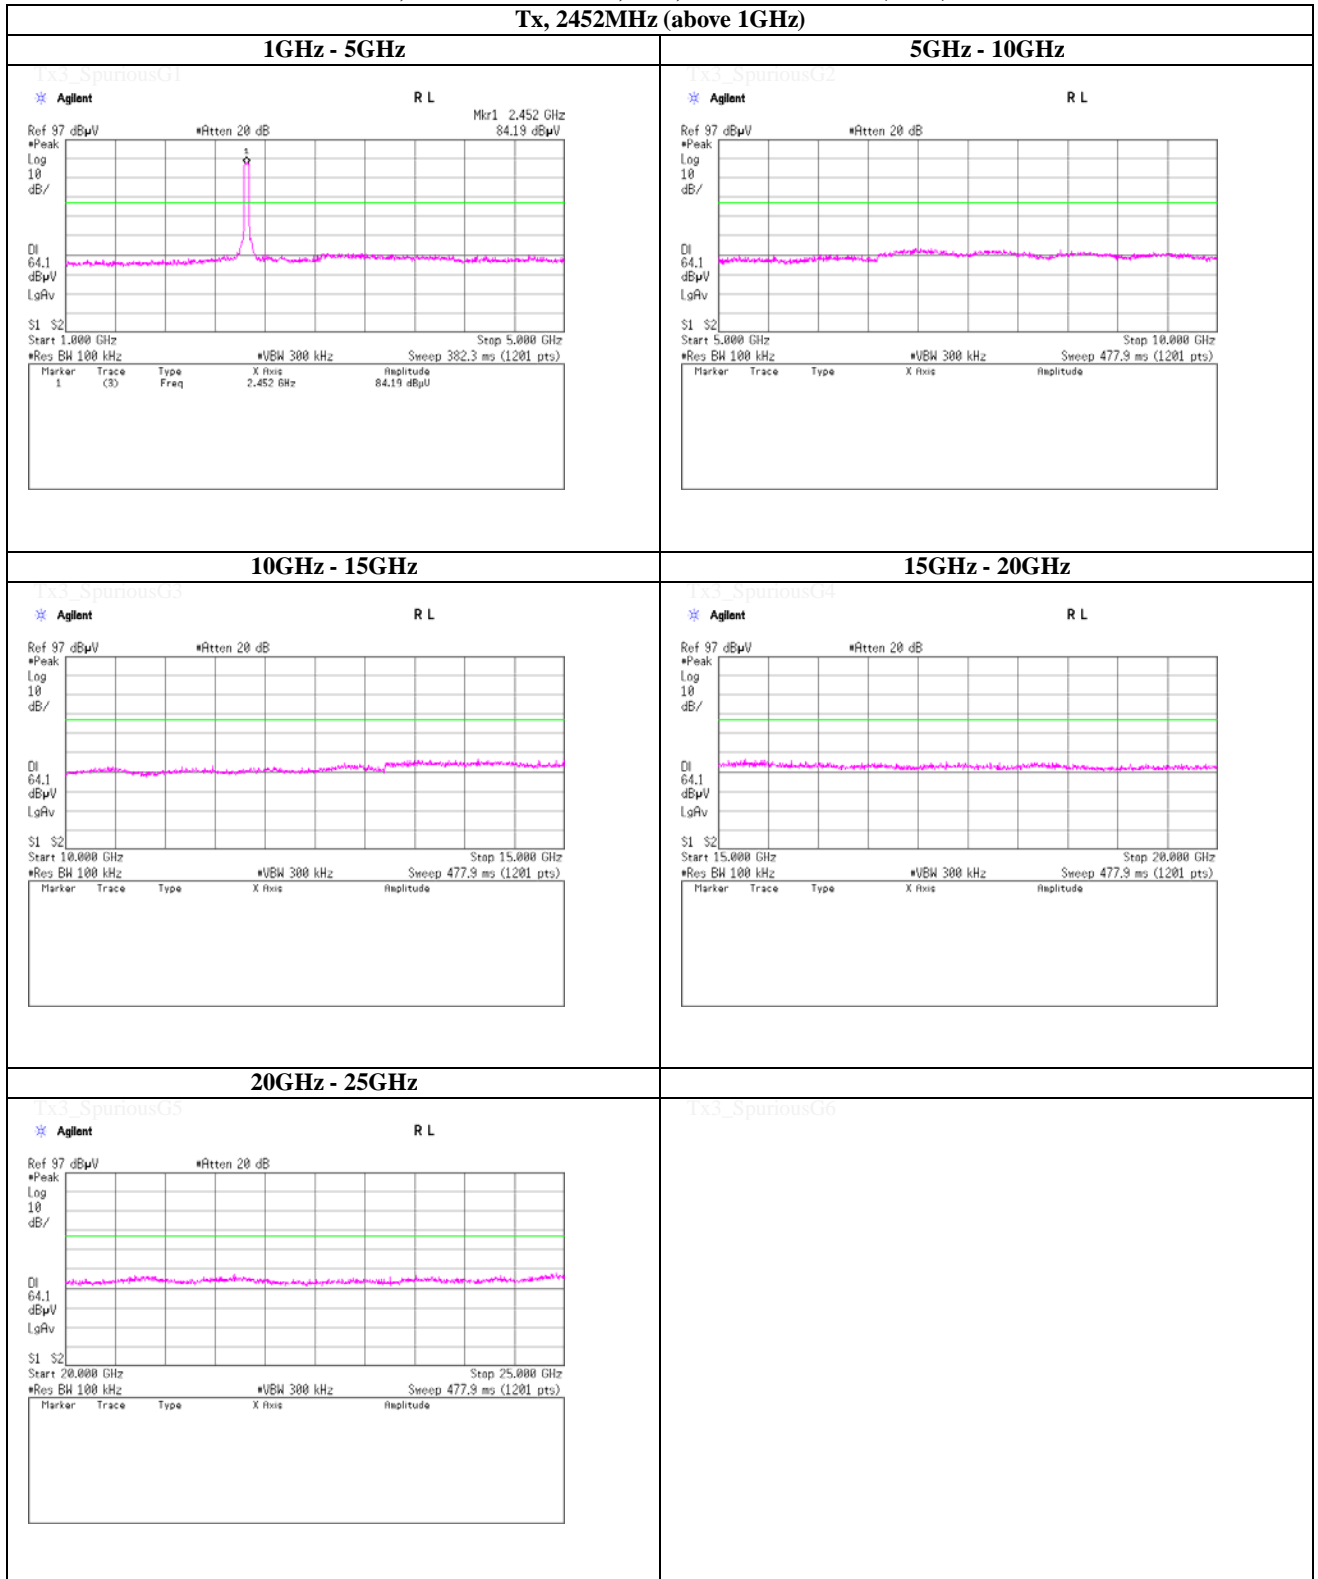 Tx, 2452MHz (above 1GHz)
1GHz - 5GHz
Tx3_SpuriousG1
Agilent
R L
Mkr1 2.452 GHz
Ref 97 dBµV
#Atten 20 dB
84.19 dBµV
#Peak
Log
10
dB/
1
DI
64.1
dBµV
LgAv
S1 S2
Start 1.000 GHz
Stop 5.000 GHz
#Res BW 100 kHz
#VBW 300 kHz
Sweep 382.3 ms (1201 pts)
Marker Trace Type X Axis Amplitude
1 (3) Freq 2.452 GHz 84.19 dBµV
5GHz - 10GHz
Tx3_SpuriousG2
Agilent
R L
Ref 97 dBµV
#Atten 20 dB
#Peak
Log
10
dB/
DI
64.1
dBµV
LgAv
S1 S2
Start 5.000 GHz
Stop 10.000 GHz
#Res BW 100 kHz
#VBW 300 kHz
Sweep 477.9 ms (1201 pts)
Marker Trace Type X Axis Amplitude
10GHz - 15GHz
Tx3_SpuriousG3
Agilent
R L
Ref 97 dBµV
#Atten 20 dB
#Peak
Log
10
dB/
DI
64.1
dBµV
LgAv
S1 S2
Start 10.000 GHz
Stop 15.000 GHz
#Res BW 100 kHz
#VBW 300 kHz
Sweep 477.9 ms (1201 pts)
Marker Trace Type X Axis Amplitude
15GHz - 20GHz
Tx3_SpuriousG4
Agilent
R L
Ref 97 dBµV
#Atten 20 dB
#Peak
Log
10
dB/
DI
64.1
dBµV
LgAv
S1 S2
Start 15.000 GHz
Stop 20.000 GHz
#Res BW 100 kHz
#VBW 300 kHz
Sweep 477.9 ms (1201 pts)
Marker Trace Type X Axis Amplitude
20GHz - 25GHz
Tx3_SpuriousG5
Agilent
R L
Ref 97 dBµV
#Atten 20 dB
#Peak
Log
10
dB/
DI
64.1
dBµV
LgAv
S1 S2
Start 20.000 GHz
Stop 25.000 GHz
#Res BW 100 kHz
#VBW 300 kHz
Sweep 477.9 ms (1201 pts)
Marker Trace Type X Axis Amplitude
Tx3_SpuriousG6